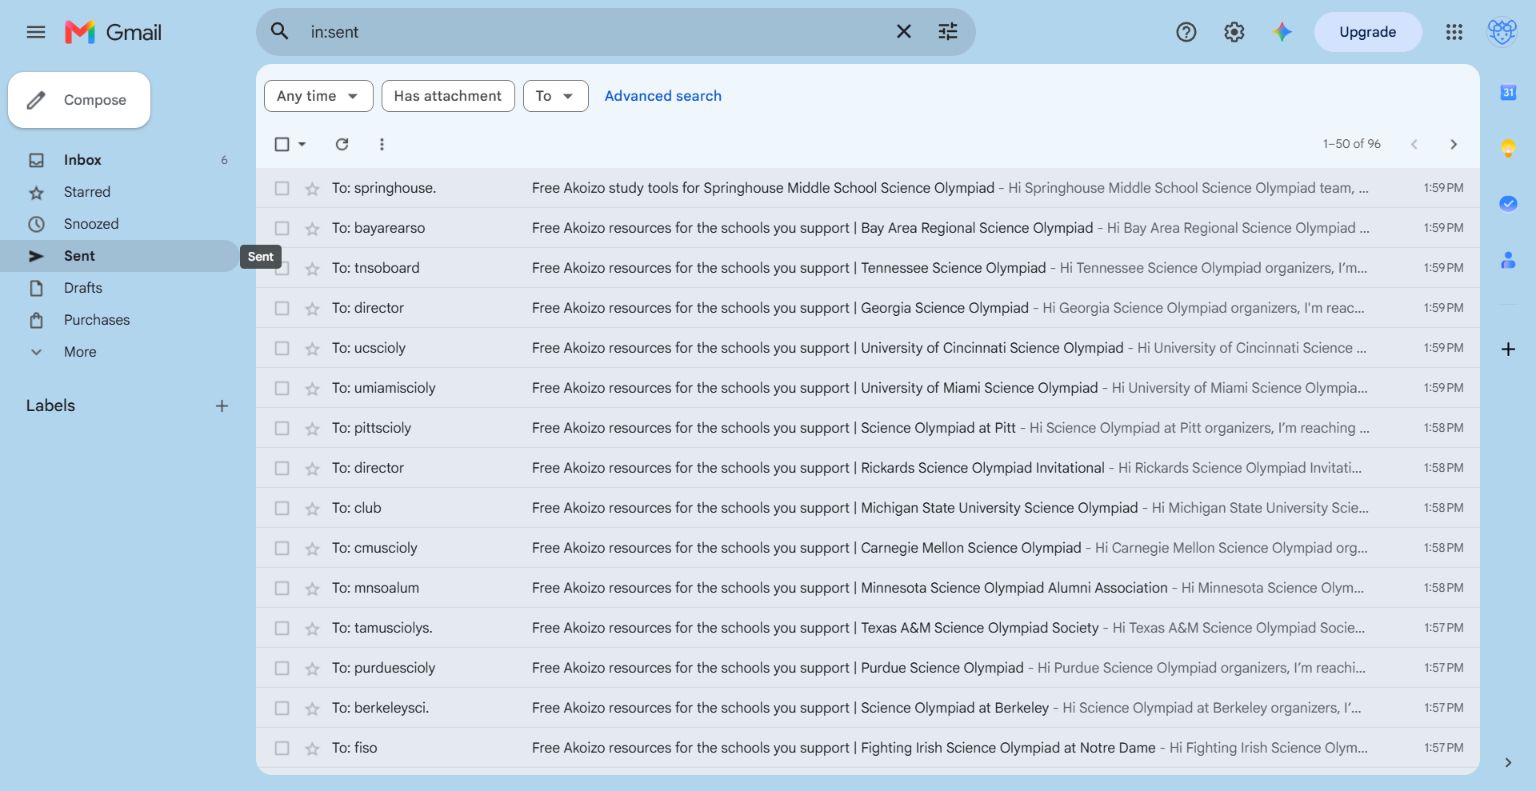 Gmail
in:sent
Upgrade
Compose
Any time
Has attachment
To
Advanced search
31
1–50 of 96
Inbox 6
Starred
Snoozed
Sent
Sent
Drafts
Purchases
More
Labels
To: springhouse. Free Akoizo study tools for Springhouse Middle School Science Olympiad - Hi Springhouse Middle School Science Olympiad team, ... 1:59 PM
To: bayarearso Free Akoizo resources for the schools you support | Bay Area Regional Science Olympiad - Hi Bay Area Regional Science Olympiad ... 1:59 PM
To: tnsoboard Free Akoizo resources for the schools you support | Tennessee Science Olympiad - Hi Tennessee Science Olympiad organizers, I’m... 1:59 PM
To: director Free Akoizo resources for the schools you support | Georgia Science Olympiad - Hi Georgia Science Olympiad organizers, I'm reac... 1:59 PM
To: ucscioly Free Akoizo resources for the schools you support | University of Cincinnati Science Olympiad - Hi University of Cincinnati Science ... 1:59 PM
To: umiamiscioly Free Akoizo resources for the schools you support | University of Miami Science Olympiad - Hi University of Miami Science Olympia... 1:59 PM
To: pittscioly Free Akoizo resources for the schools you support | Science Olympiad at Pitt - Hi Science Olympiad at Pitt organizers, I’m reaching ... 1:58 PM
To: director Free Akoizo resources for the schools you support | Rickards Science Olympiad Invitational - Hi Rickards Science Olympiad Invitati... 1:58 PM
To: club Free Akoizo resources for the schools you support | Michigan State University Science Olympiad - Hi Michigan State University Scie... 1:58 PM
To: cmuscioly Free Akoizo resources for the schools you support | Carnegie Mellon Science Olympiad - Hi Carnegie Mellon Science Olympiad org... 1:58 PM
To: mnsoalum Free Akoizo resources for the schools you support | Minnesota Science Olympiad Alumni Association - Hi Minnesota Science Olym... 1:58 PM
To: tamusciolys. Free Akoizo resources for the schools you support | Texas A&M Science Olympiad Society - Hi Texas A&M Science Olympiad Socie... 1:57 PM
To: purduescioly Free Akoizo resources for the schools you support | Purdue Science Olympiad - Hi Purdue Science Olympiad organizers, I’m reachi... 1:57 PM
To: berkeleysci. Free Akoizo resources for the schools you support | Science Olympiad at Berkeley - Hi Science Olympiad at Berkeley organizers, I’... 1:57 PM
To: fiso Free Akoizo resources for the schools you support | Fighting Irish Science Olympiad at Notre Dame - Hi Fighting Irish Science Olym... 1:57 PM